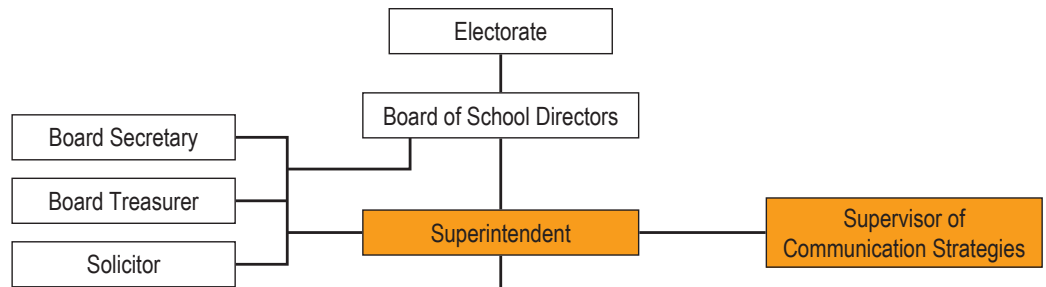 Electorate
Board of School Directors
Board Secretary
Board Treasurer
Solicitor
Superintendent
Supervisor of
Communication Strategies